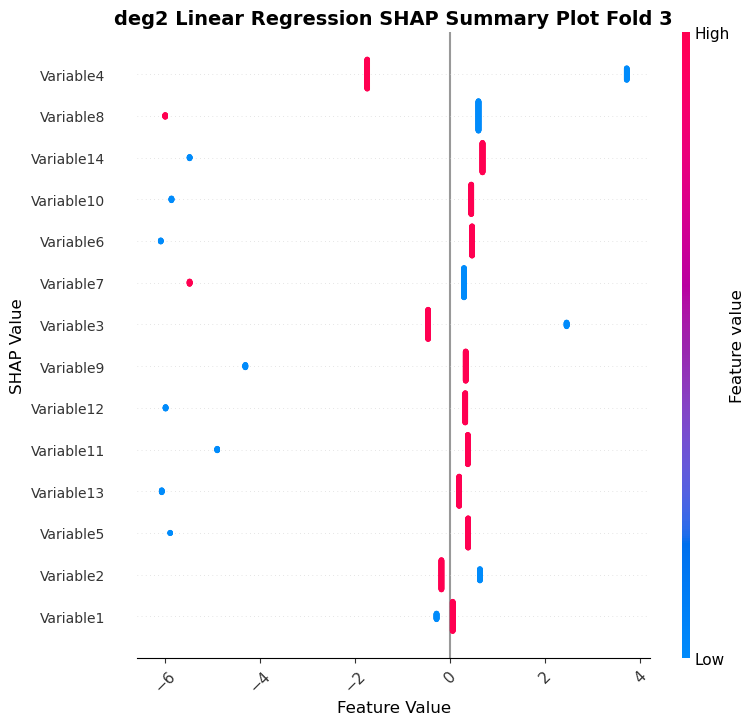 deg2 Linear Regression SHAP Summary Plot Fold 3
High
Variable4
Variable8
Variable14
Variable10
Variable6
Variable7
Variable3
Variable9
Variable12
Variable11
Variable13
Variable5
Variable2
Variable1
SHAP Value
Feature value
Low
−6
−4
−2
0
2
4
Feature Value